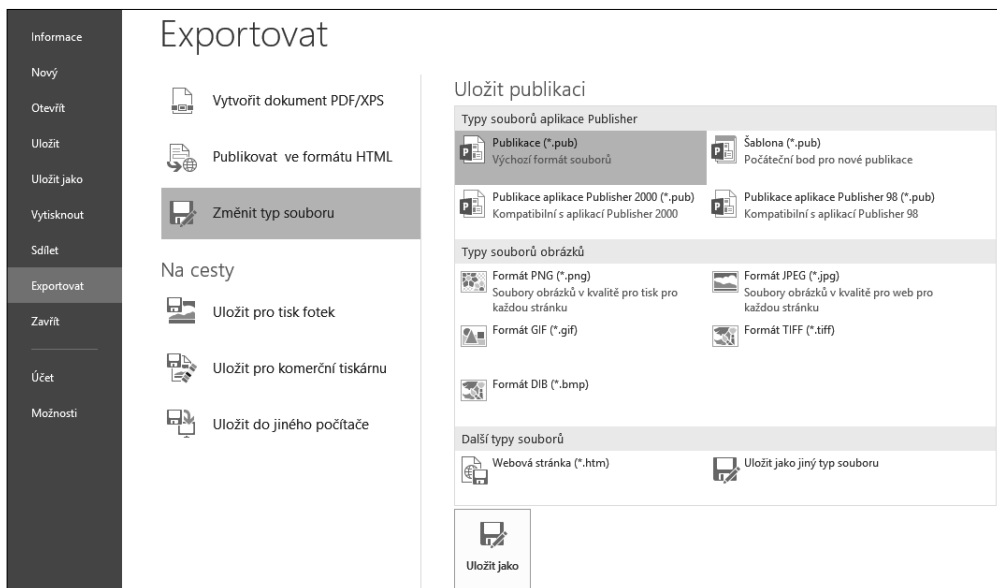 Informace
Nový
Otevřít
Uložit
Uložit jako
Vytisknout
Sdílet
Exportovat
Zavřít
Účet
Možnosti
Exportovat
Vytvořit dokument PDF/XPS
Publikovat ve formátu HTML
Změnit typ souboru
Na cesty
Uložit pro tisk fotek
Uložit pro komerční tiskárnu
Uložit do jiného počítače
Uložit publikaci
Typy souborů aplikace Publisher
Publikace (*.pub)
Výchozí formát souborů
Šablona (*.pub)
Počáteční bod pro nové publikace
Publikace aplikace Publisher 2000 (*.pub)
Kompatibilní s aplikací Publisher 2000
Publikace aplikace Publisher 98 (*.pub)
Kompatibilní s aplikací Publisher 98
Typy souborů obrázků
Formát PNG (*.png)
Soubory obrázků v kvalitě pro tisk pro
každou stránku
Formát JPEG (*.jpg)
Soubory obrázků v kvalitě pro web pro
každou stránku
Formát GIF (*.gif)
Formát TIFF (*.tiff)
Formát DIB (*.bmp)
Další typy souborů
Webová stránka (*.htm)
Uložit jako jiný typ souboru
Uložit jako